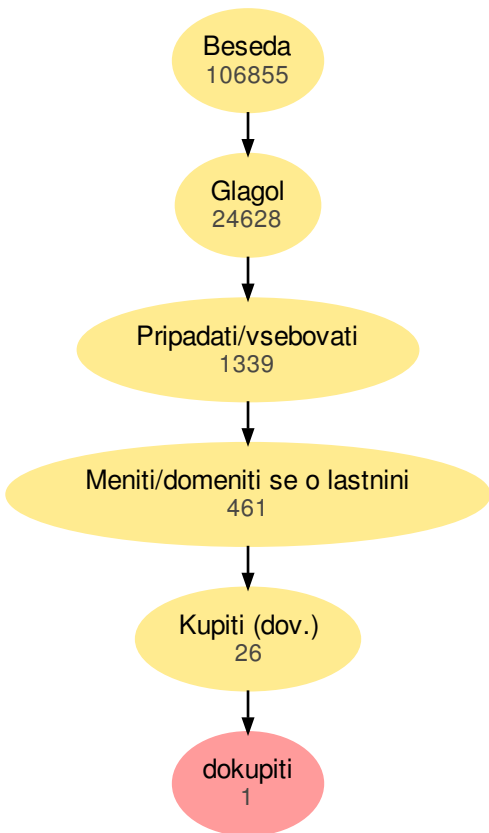 Beseda
106855
Glagol
24628
Pripadati/vsebovati
1339
Meniti/domeniti se o lastnini
461
Kupiti (dov.)
26
dokupiti
1